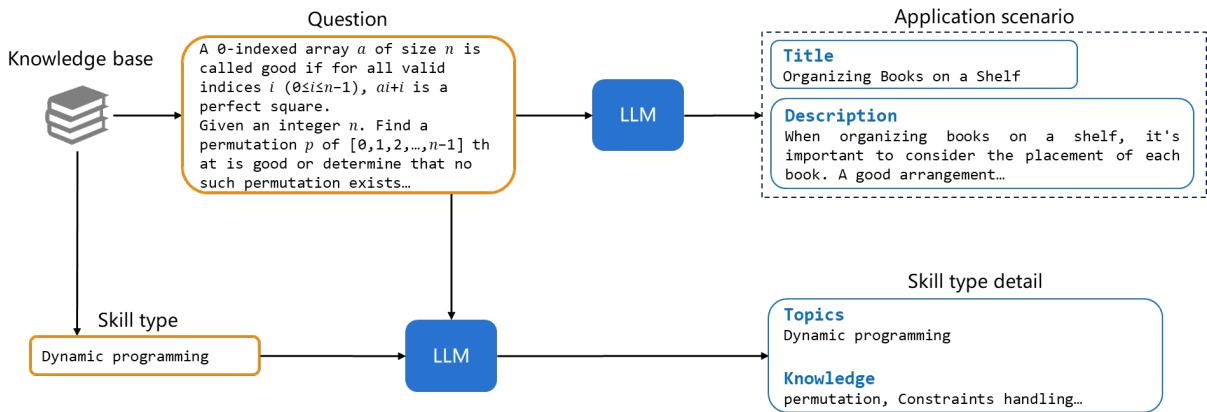 Question
Application scenario
Knowledge base
A 0-indexed array a of size n is
called good if for all valid
indices i (0≤i≤n−1), ai+i is a
perfect square.
Given an integer n. Find a
permutation p of [0,1,2,…,n−1] th
at is good or determine that no
such permutation exists…
LLM
Title
Organizing Books on a Shelf
Description
When organizing books on a shelf, it's
important to consider the placement of each
book. A good arrangement…
Skill type
Dynamic programming
LLM
Skill type detail
Topics
Dynamic programming
Knowledge
permutation, Constraints handling…